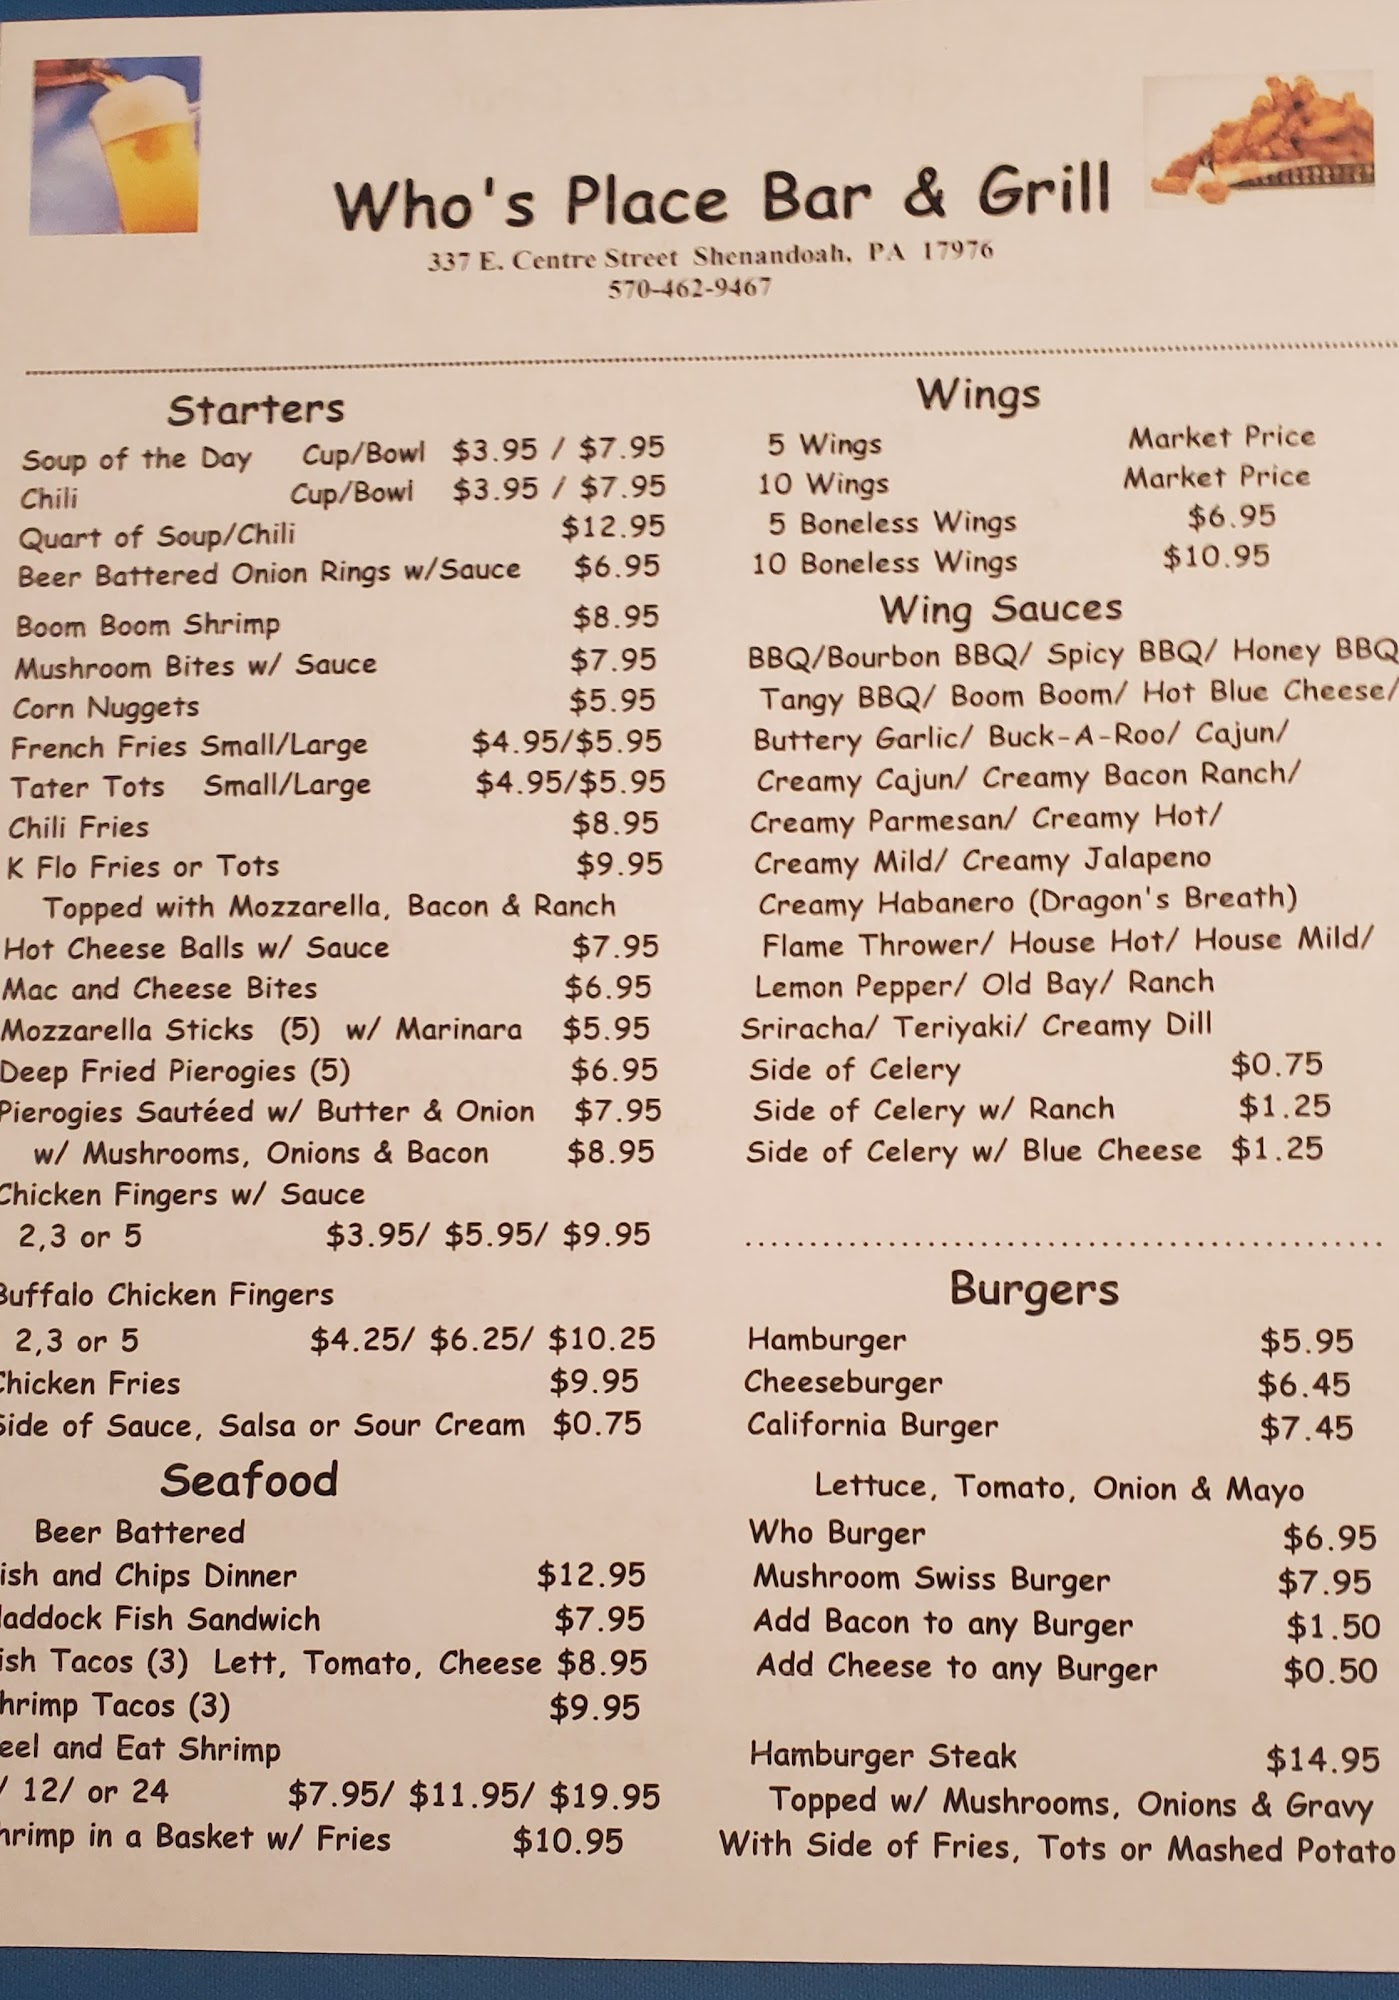 Who's Place Bar & Grill
337 E. Centre Street Shenandoah, PA 17976
570-462-9467
Starters
Soup of the Day Cup/Bowl $3.95 / $7.95
Chili Cup/Bowl $3.95 / $7.95
Quart of Soup/Chili $12.95
Beer Battered Onion Rings w/Sauce $6.95
Boom Boom Shrimp $8.95
Mushroom Bites w/ Sauce $7.95
Corn Nuggets $5.95
French Fries Small/Large $4.95/$5.95
Tater Tots Small/Large $4.95/$5.95
Chili Fries $8.95
K Flo Fries or Tots $9.95
Topped with Mozzarella, Bacon & Ranch
Hot Cheese Balls w/ Sauce $7.95
Mac and Cheese Bites $6.95
Mozzarella Sticks (5) w/ Marinara $5.95
Deep Fried Pierogies (5) $6.95
Pierogies Sautéed w/ Butter & Onion $7.95
w/ Mushrooms, Onions & Bacon $8.95
Chicken Fingers w/ Sauce
2,3 or 5 $3.95/ $5.95/ $9.95
Buffalo Chicken Fingers
2,3 or 5 $4.25/ $6.25/ $10.25
Chicken Fries $9.95
Side of Sauce, Salsa or Sour Cream $0.75
Seafood
Beer Battered
ish and Chips Dinner $12.95
addock Fish Sandwich $7.95
ish Tacos (3) Lett, Tomato, Cheese $8.95
hrimp Tacos (3) $9.95
eel and Eat Shrimp
/ 12/ or 24 $7.95/ $11.95/ $19.95
hrimp in a Basket w/ Fries $10.95
Wings
5 Wings Market Price
10 Wings Market Price
5 Boneless Wings $6.95
10 Boneless Wings $10.95
Wing Sauces
BBQ/Bourbon BBQ/ Spicy BBQ/ Honey BBQ
Tangy BBQ/ Boom Boom/ Hot Blue Cheese/
Buttery Garlic/ Buck-A-Roo/ Cajun/
Creamy Cajun/ Creamy Bacon Ranch/
Creamy Parmesan/ Creamy Hot/
Creamy Mild/ Creamy Jalapeno
Creamy Habanero (Dragon's Breath)
Flame Thrower/ House Hot/ House Mild/
Lemon Pepper/ Old Bay/ Ranch
Sriracha/ Teriyaki/ Creamy Dill
Side of Celery $0.75
Side of Celery w/ Ranch $1.25
Side of Celery w/ Blue Cheese $1.25
Burgers
Hamburger $5.95
Cheeseburger $6.45
California Burger $7.45
Lettuce, Tomato, Onion & Mayo
Who Burger $6.95
Mushroom Swiss Burger $7.95
Add Bacon to any Burger $1.50
Add Cheese to any Burger $0.50
Hamburger Steak $14.95
Topped w/ Mushrooms, Onions & Gravy
With Side of Fries, Tots or Mashed Potato